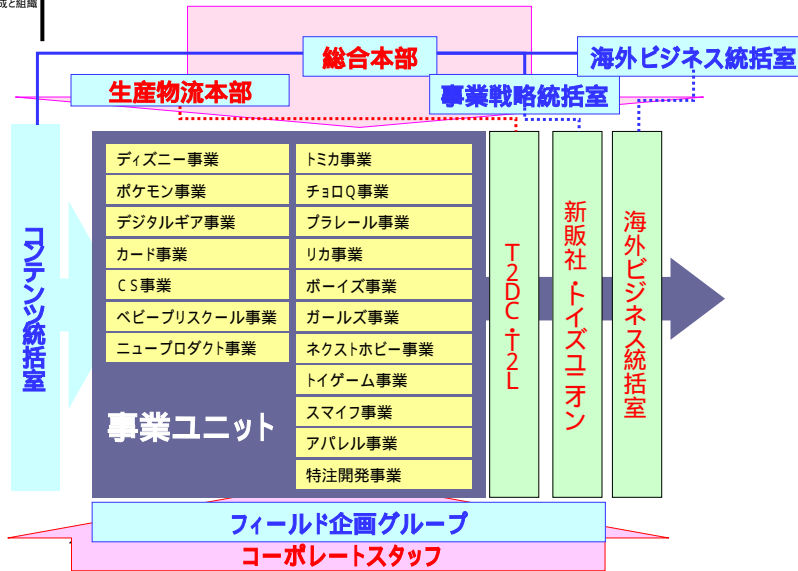 成と組織
総合本部
海外ビジネス統括室
生産物流本部
事業戦略統括室
コンテンツ統括室
ディズニー事業
ポケモン事業
デジタルギア事業
カード事業
CS事業
ベビープリスクール事業
ニュープロダクト事業
トミカ事業
チョロQ事業
プラレール事業
リカ事業
ボーイズ事業
ガールズ事業
ネクストホビー事業
トイゲーム事業
スマイフ事業
アパレル事業
特注開発事業
事業ユニット
T2DC・T2L
新販社・トイズユニオン
海外ビジネス統括室
フィールド企画グループ
コーポレートスタッフ